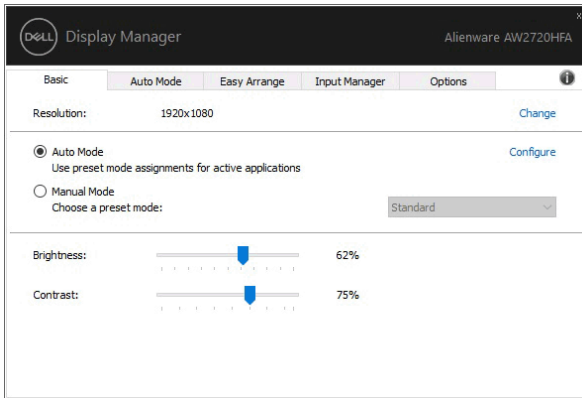 DELL Display Manager
Alienware AW2720HFA
x
Basic
Auto Mode
Easy Arrange
Input Manager
Options
i
Resolution:
1920x1080
Change
Auto Mode
Configure
Use preset mode assignments for active applications
Manual Mode
Choose a preset mode:
Standard
Brightness:
62%
Contrast:
75%